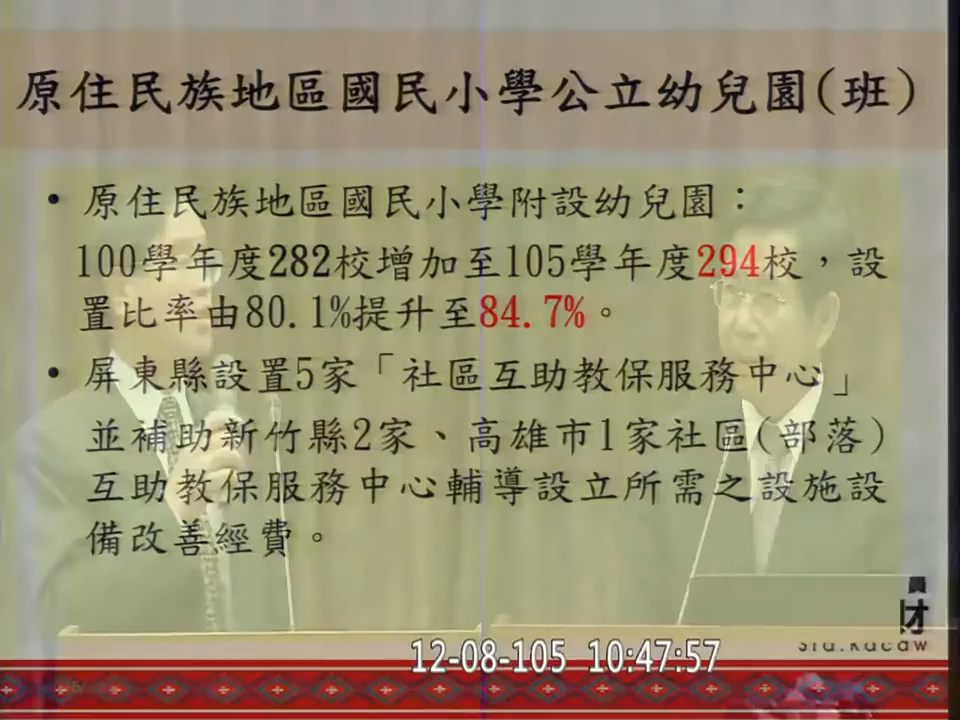 原住民族地區國民小學公立幼兒園(班)
• 原住民族地區國民小學附設幼兒園：
100學年度282校增加至105學年度294校，設
置比率由80.1%提升至84.7%。
• 屏東縣設置5家「社區互助教保服務中心」
並補助新竹縣2家、高雄市1家社區(部落)
互助教保服務中心輔導設立所需之設施設
備改善經費。
員
財
Sra.Kacaw
12-08-105 10:47:57